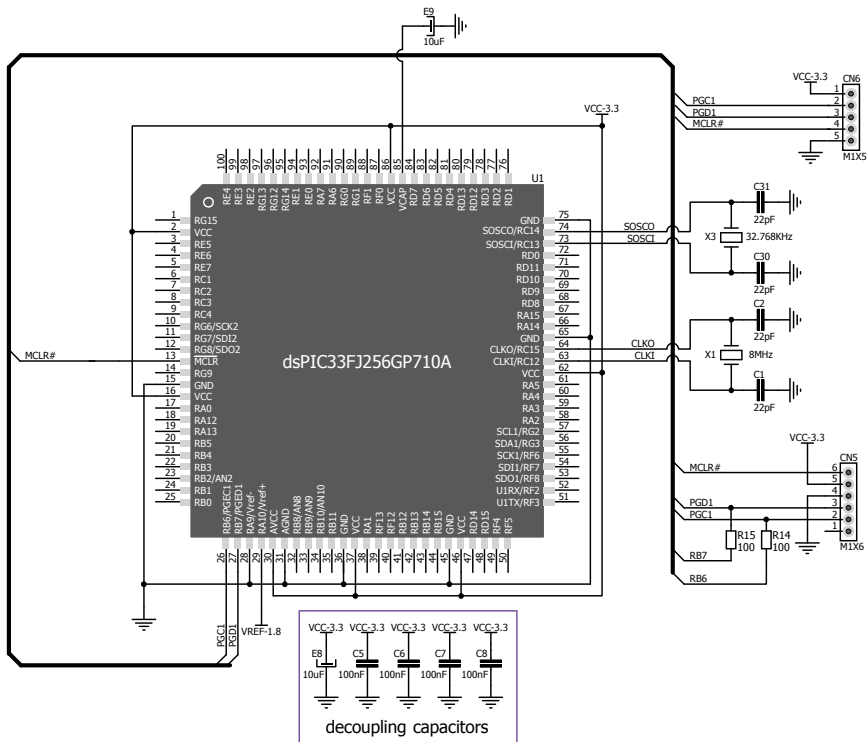 E9
10uF
VCC-3.3
100
99
98
97
96
95
94
93
92
91
90
89
88
87
86
85
84
83
82
81
80
79
78
77
76
RE4
RE3
RE2
RG13
RG12
RG14
RE1
RE0
RA7
RA6
RG0
RG1
RF1
RF0
VCC
VCAP
RD7
RD6
RD5
RD4
RD13
RD12
RD3
RD2
RD1
U1
1 RG15
2 VCC
3 RE5
4 RE6
5 RE7
6 RC1
7 RC2
8 RC3
9 RC4
10 RG6/SCK2
11 RG7/SDI2
12 RG8/SDO2
MCLR# 13 MCLR
14 RG9
15 GND
16 VCC
17 RA0
18 RA12
19 RA13
20 RB5
21 RB4
22 RB3
23 RB2/AN2
24 RB1
25 RB0
dsPIC33FJ256GP710A
GND 75
SOSCO/RC14 74 SOSCO
SOSCI/RC13 73 SOSCI
RD0 72
RD11 71
RD10 70
RD9 69
RD8 68
RA15 67
RA14 66
GND 65
CLKO/RC15 64 CLKO
CLKI/RC12 63 CLKI
VCC 62
RA5 61
RA4 60
RA3 59
RA2 58
SCL1/RG2 57
SDA1/RG3 56
SCK1/RF6 55
SDI1/RF7 54
SDO1/RF8 53
U1RX/RF2 52
U1TX/RF3 51
RB6/PGEC1
RB7/PGED1
RA9/Vref-
RA10/Vref+
AVCC
AGND
RB8/AN8
RB9/AN9
RB10/AN10
RB11
GND
VCC
RA1
RF13
RF12
RB12
RB13
RB14
RB15
GND
VCC
RD14
RD15
RF4
RF5
26
27
28
29
30
31
32
33
34
35
36
37
38
39
40
41
42
43
44
45
46
47
48
49
50
PGC1
PGD1
VREF-1.8
CN6
VCC-3.3 1
PGC1 2
PGD1 3
MCLR# 4
5
M1X5
C31
22pF
X3 32.768KHz
C30
22pF
C2
22pF
X1 8MHz
C1
22pF
VCC-3.3
CN5
MCLR# 6
5
4
PGD1 3
PGC1 2
1
M1X6
R15
100
R14
100
RB7
RB6
VCC-3.3 VCC-3.3 VCC-3.3 VCC-3.3 VCC-3.3
E8 C5 C6 C7 C8
10uF 100nF 100nF 100nF 100nF
decoupling capacitors